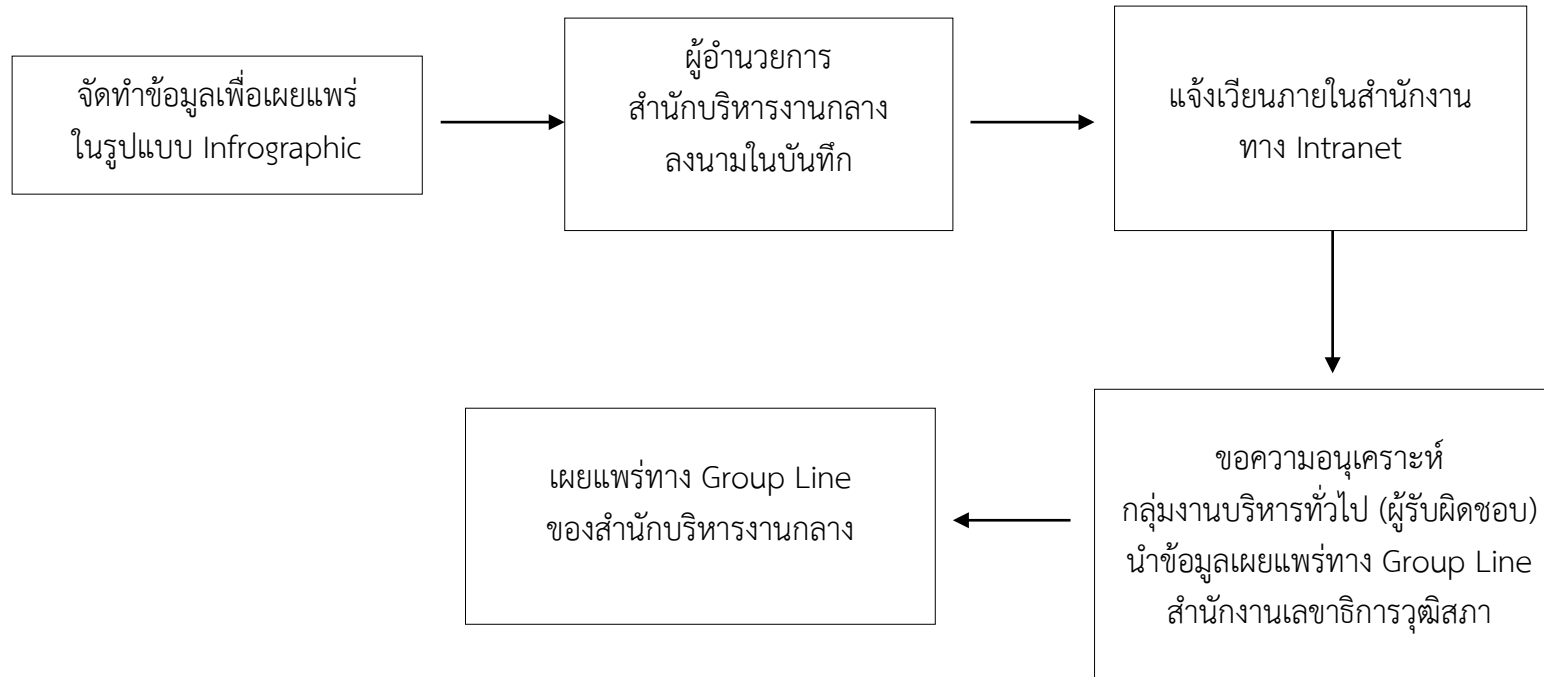 จัดทำข้อมูลเพื่อเผยแพร่
ในรูปแบบ Infrographic
ผู้อำนวยการ
สำนักบริหารงานกลาง
ลงนามในบันทึก
แจ้งเวียนภายในสำนักงาน
ทาง Intranet
ขอความอนุเคราะห์
กลุ่มงานบริหารทั่วไป (ผู้รับผิดชอบ)
นำข้อมูลเผยแพร่ทาง Group Line
สำนักงานเลขาธิการวุฒิสภา
เผยแพร่ทาง Group Line
ของสำนักบริหารงานกลาง